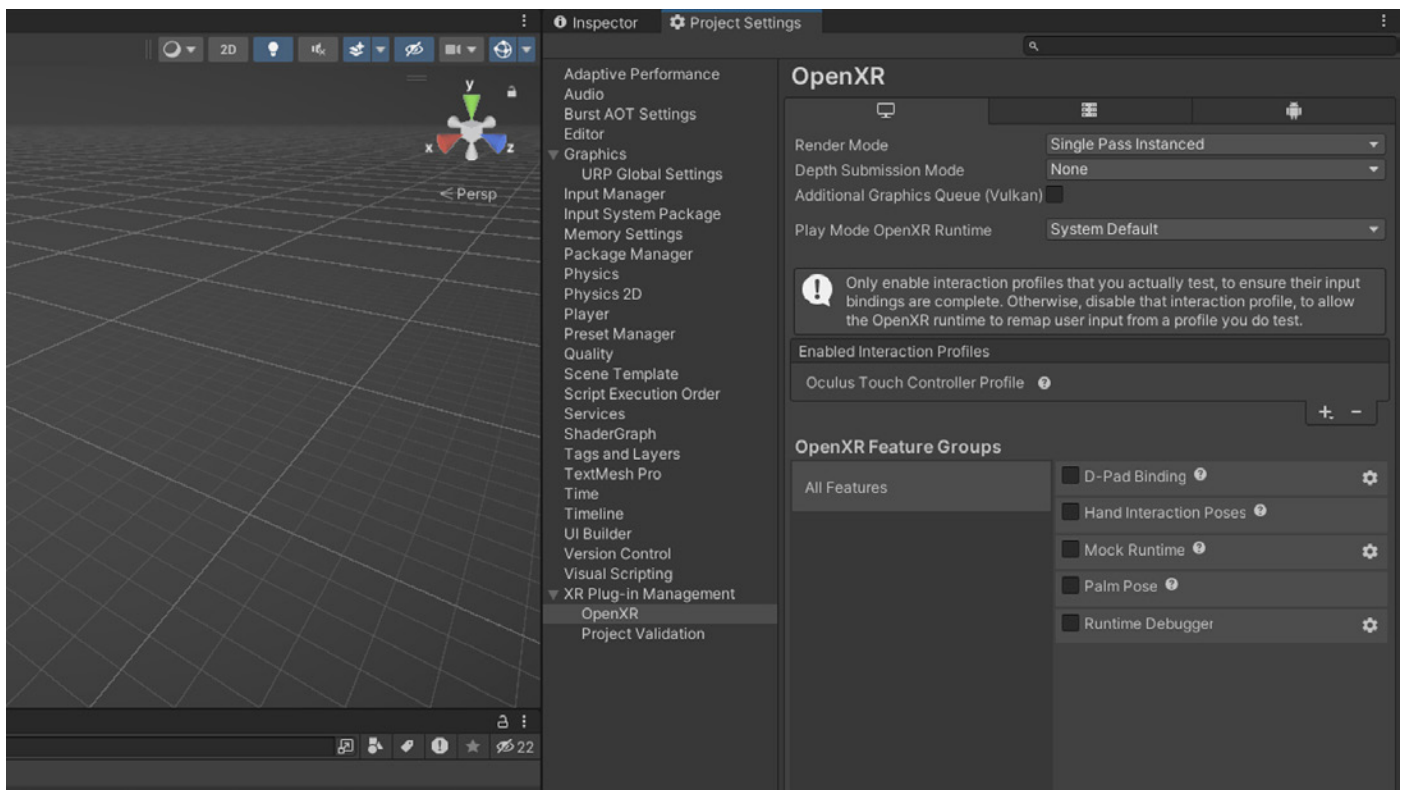 Inspector
Project Settings
2D
y
x
z
Persp
22
Adaptive Performance
Audio
Burst AOT Settings
Editor
Graphics
URP Global Settings
Input Manager
Input System Package
Memory Settings
Package Manager
Physics
Physics 2D
Player
Preset Manager
Quality
Scene Template
Script Execution Order
Services
ShaderGraph
Tags and Layers
TextMesh Pro
Time
Timeline
UI Builder
Version Control
Visual Scripting
XR Plug-in Management
OpenXR
Project Validation
OpenXR
Render Mode
Single Pass Instanced
Depth Submission Mode
None
Additional Graphics Queue (Vulkan)
Play Mode OpenXR Runtime
System Default
Only enable interaction profiles that you actually test, to ensure their input
bindings are complete. Otherwise, disable that interaction profile, to allow
the OpenXR runtime to remap user input from a profile you do test.
Enabled Interaction Profiles
Oculus Touch Controller Profile
OpenXR Feature Groups
All Features
D-Pad Binding
Hand Interaction Poses
Mock Runtime
Palm Pose
Runtime Debugger